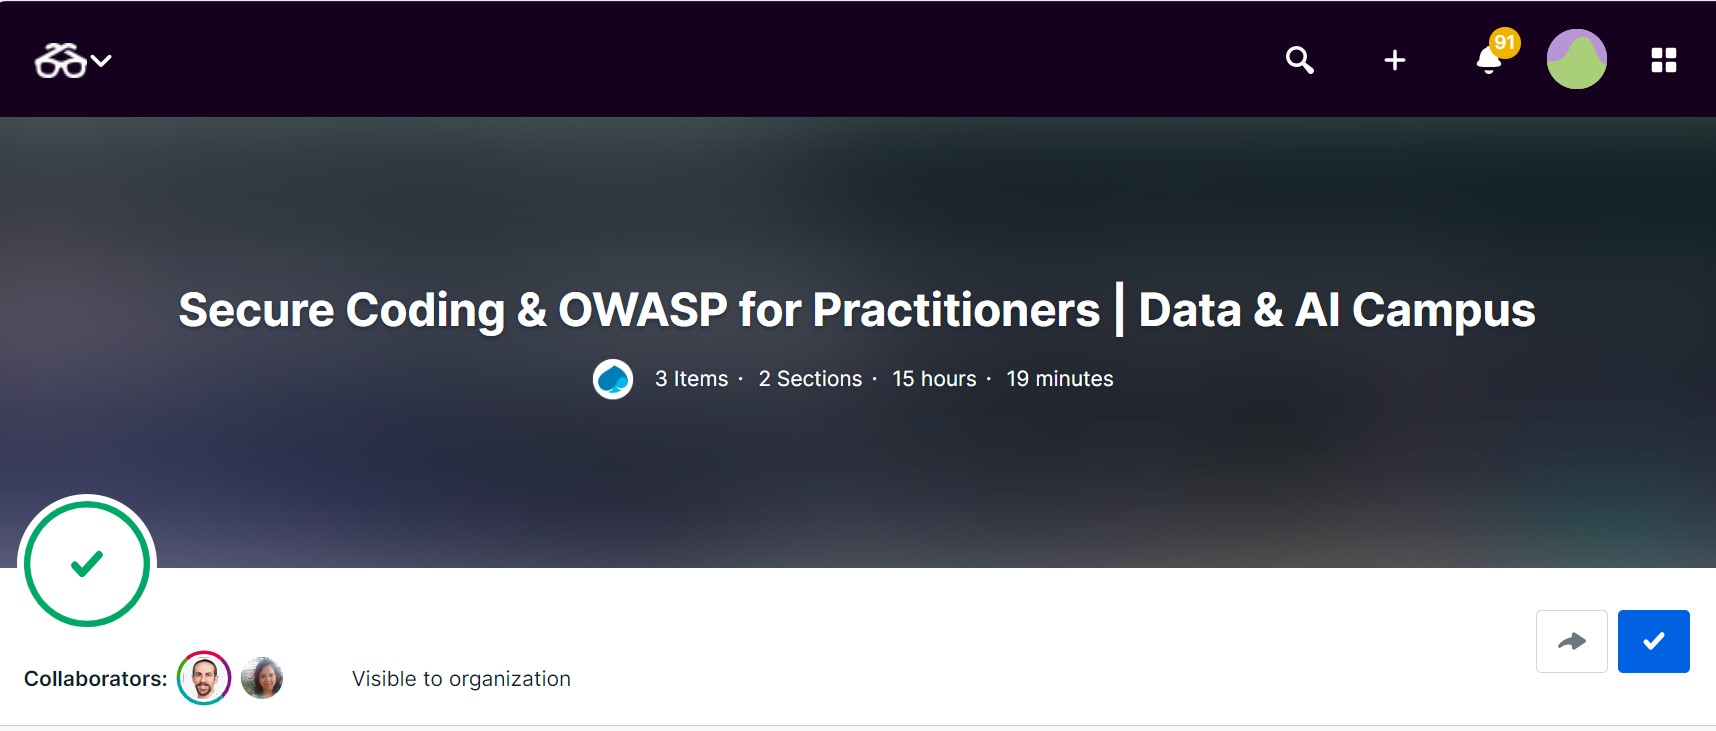 91
Secure Coding & OWASP for Practitioners | Data & AI Campus
3 Items · 2 Sections · 15 hours · 19 minutes
Collaborators: Visible to organization